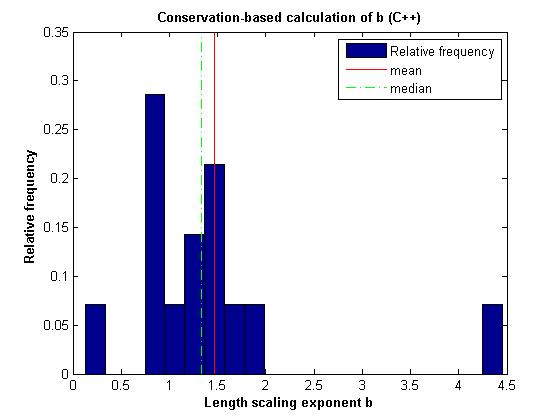 Conservation-based calculation of b (C++)
Relative frequency
mean
median
0.35
0.3
0.25
0.2
0.15
0.1
0.05
0
Relative frequency
0 0.5 1 1.5 2 2.5 3 3.5 4 4.5
Length scaling exponent b